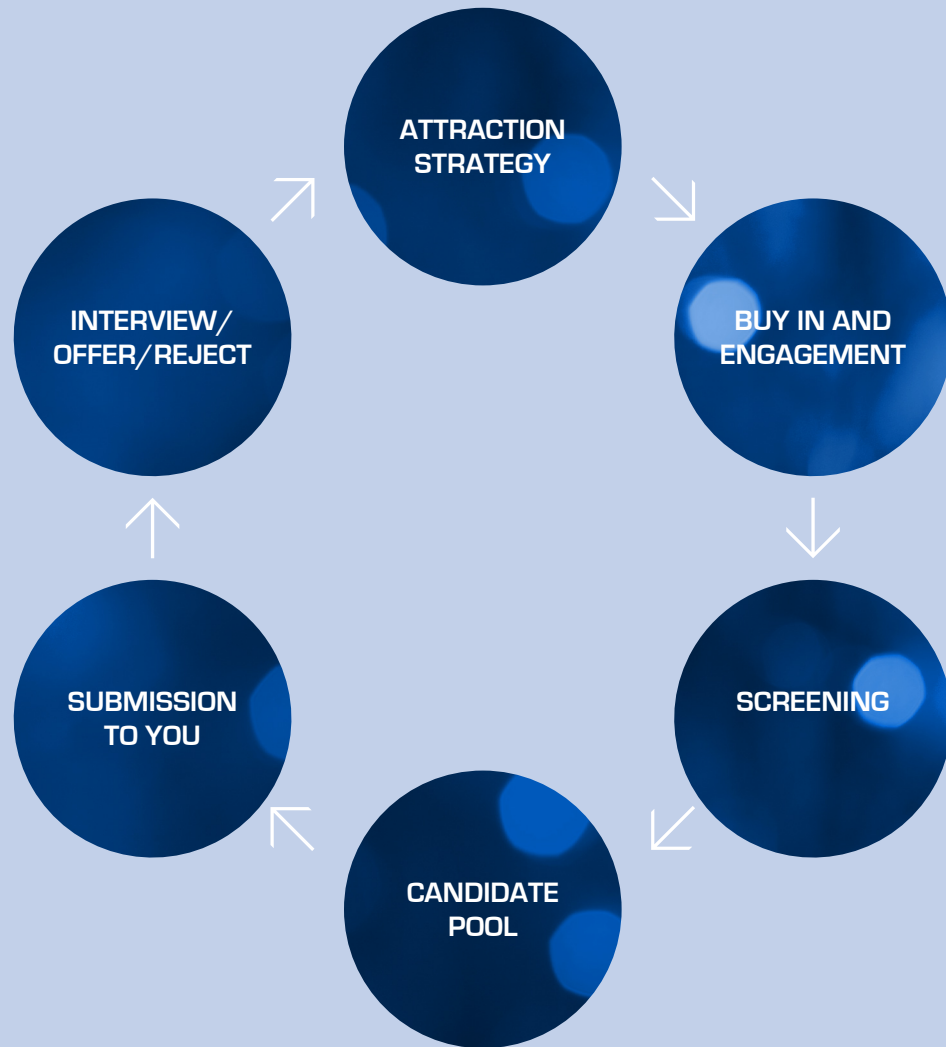 ATTRACTION
STRATEGY
BUY IN AND
ENGAGEMENT
SCREENING
CANDIDATE
POOL
SUBMISSION
TO YOU
INTERVIEW/
OFFER/REJECT